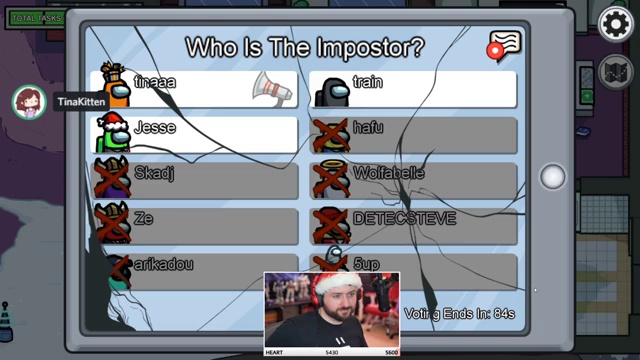 TOTAL TASKS
Who Is The Impostor?
tinaaa
train
TinaKitten
Jesse
hafu
Skadj
Wolfabelle
Ze
DETECSTEVE
arikadou
5up
Voting Ends In: 84s
HEART 5430 5600